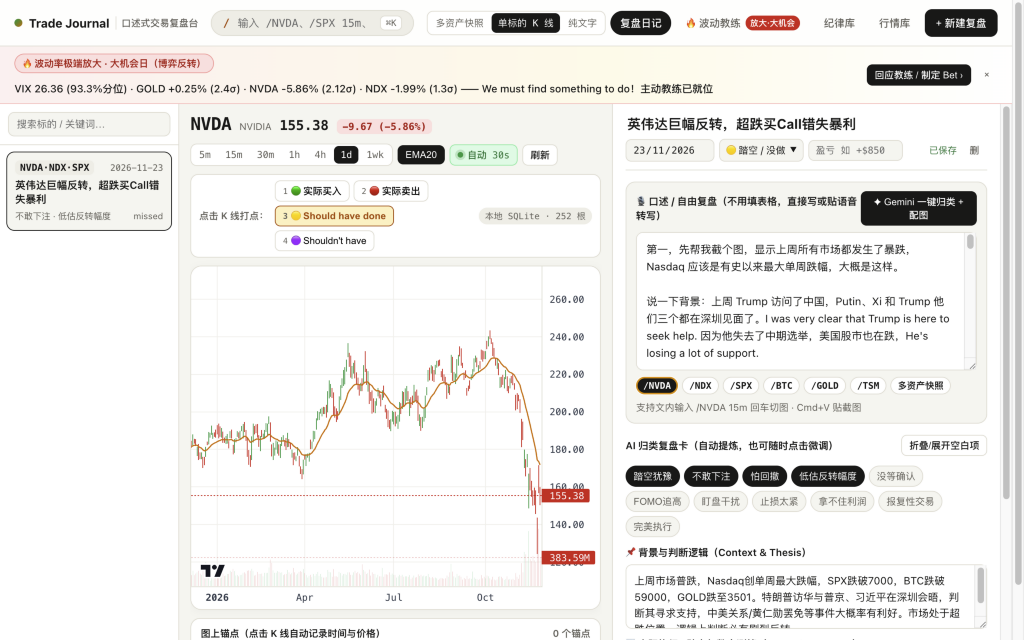 Trade Journal 口述式交易复盘台
/ 输入 /NVDA、/SPX 15m、 ⌘K
多资产快照 单标的 K 线 纯文字
复盘日记
🔥 波动教练 放大·大机会
纪律库
行情库
+ 新建复盘
🔥 波动率极端放大 · 大机会日（博弈反转）
VIX 26.36 (93.3%分位) · GOLD +0.25% (2.4σ) · NVDA -5.86% (2.12σ) · NDX -1.99% (1.3σ) —— We must find something to do！主动教练已就位
回应教练 / 制定 Bet ›
×
搜索标的 / 关键词…
NVDA·NDX·SPX 2026-11-23
英伟达巨幅反转，超跌买Call错
失暴利
不敢下注 · 低估反转幅度 missed
NVDA NVIDIA 155.38 -9.67 (-5.86%)
5m 15m 30m 1h 4h 1d 1wk EMA20 自动 30s 刷新
点击 K 线打点：
1 实际买入 2 实际卖出
3 Should have done
4 Shouldn't have
本地 SQLite · 252 根
260.00
240.00
220.00
200.00
180.00
160.00
155.38
140.00
383.59M
2026 Apr Jul Oct
图上锚点（点击 K 线自动记录时间与价格） 0 个锚点
英伟达巨幅反转，超跌买Call错失暴利
23/11/2026 踏空 / 没做 ▼ 盈亏 如 +$850 已保存 删
🎙️ 口述 / 自由复盘（不用填表格，直接写或贴语音
转写）
✦ Gemini 一键归类 +
配图
第一，先帮我截个图，显示上周所有市场都发生了暴跌，
Nasdaq 应该是有史以来最大单周跌幅，大概是这样。
说一下背景：上周 Trump 访问了中国，Putin、Xi 和 Trump 他
们三个都在深圳见面了。I was very clear that Trump is here to
seek help. 因为他失去了中期选举，美国股市也在跌，He's
losing a lot of support.
/NVDA /NDX /SPX /BTC /GOLD /TSM 多资产快照
支持文内输入 /NVDA 15m 回车切图 · Cmd+V 贴截图
AI 归类复盘卡（自动提炼，也可随时点击微调） 折叠/展开空白项
踏空犹豫 不敢下注 怕回撤 低估反转幅度 没等确认
FOMO追高 盯盘干扰 止损太紧 拿不住利润 报复性交易
完美执行
📌 背景与判断逻辑（Context & Thesis）
上周市场普跌，Nasdaq创单周最大跌幅，SPX跌破7000，BTC跌破
59000，GOLD跌至3501。特朗普访华与普京、习近平在深圳会晤，判
断其寻求支持，中美关系/黄仁勋罢免等事件大概率有利好。市场处于超